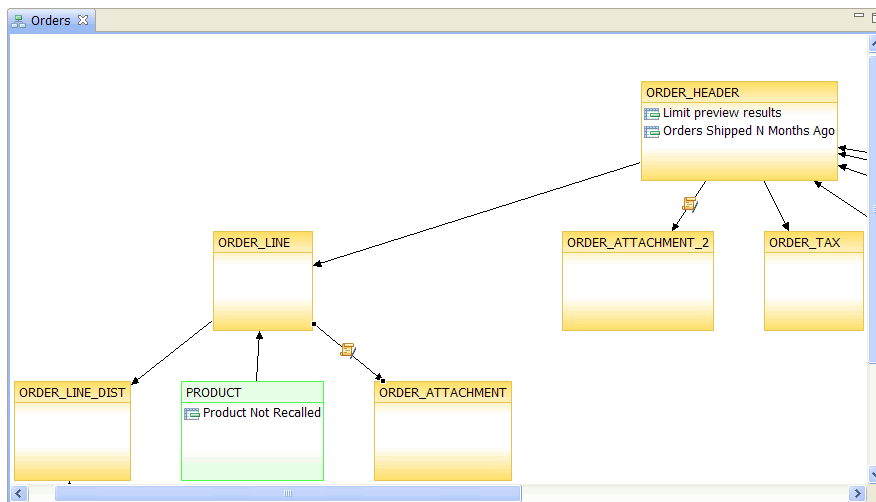 Orders
ORDER_HEADER
Limit preview results
Orders Shipped N Months Ago
ORDER_LINE
ORDER_ATTACHMENT_2
ORDER_TAX
ORDER_LINE_DIST
PRODUCT
Product Not Recalled
ORDER_ATTACHMENT